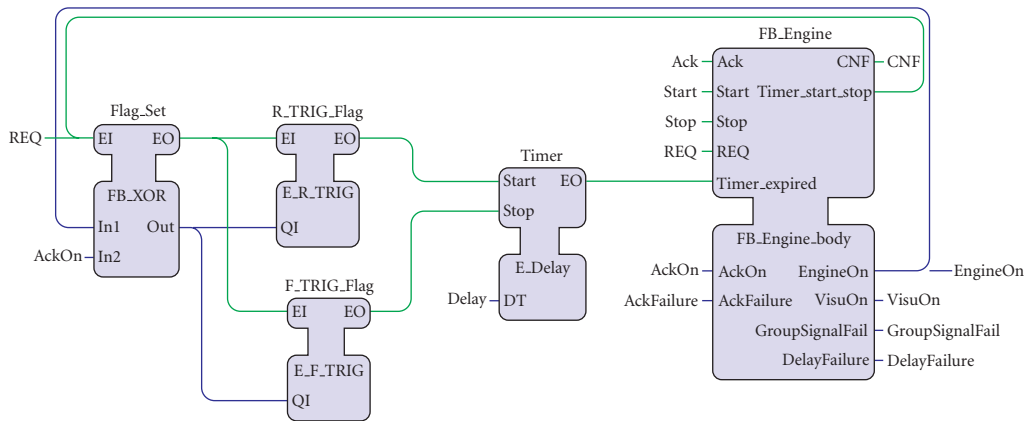 Flag_Set
REQ
EI
EO
FB_XOR
In1
Out
AckOn
In2
R_TRIG_Flag
EI
EO
E_R_TRIG
QI
F_TRIG_Flag
EI
EO
E_F_TRIG
QI
Timer
Start
EO
Stop
E_Delay
Delay
DT
FB_Engine
Ack
Ack
CNF
CNF
Start
Start
Timer_start_stop
Stop
Stop
REQ
REQ
Timer_expired
FB_Engine_body
AckOn
AckOn
EngineOn
EngineOn
AckFailure
AckFailure
VisuOn
VisuOn
GroupSignalFail
GroupSignalFail
DelayFailure
DelayFailure